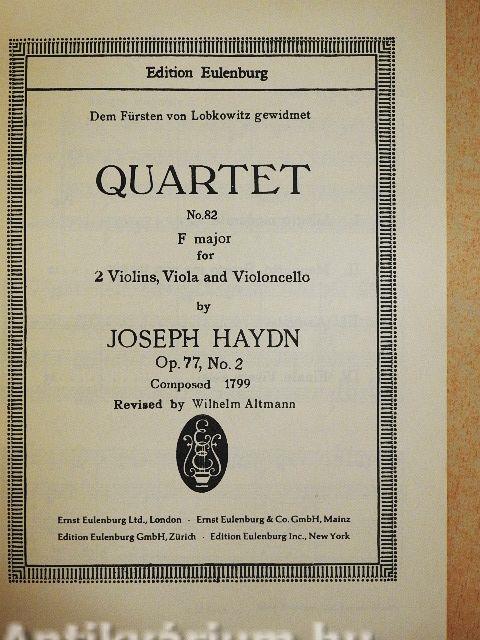 Edition Eulenburg
Dem Fürsten von Lobkowitz gewidmet
QUARTET
No. 82
F major
for
2 Violins, Viola and Violoncello
by
JOSEPH HAYDN
Op. 77, No. 2
Composed 1799
Revised by Wilhelm Altmann
Ernst Eulenburg Ltd., London · Ernst Eulenburg & Co. GmbH, Mainz
Edition Eulenburg GmbH, Zürich · Edition Eulenburg Inc., New York
Antikvárium.hu